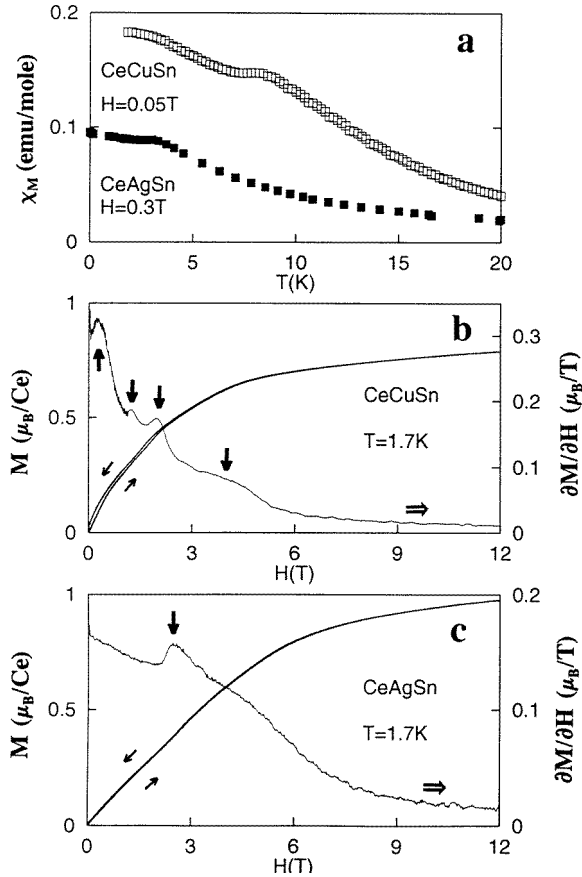 0.2
a
CeCuSn
H=0.05T
χM (emu/mole)
0.1
CeAgSn
H=0.3T
0
0 5 10 15 20
T(K)
1 b
0.3
M (μB/Ce)
CeCuSn
0.5 0.2
T=1.7K
∂M/∂H (μB/T)
0.1
⇒
0 0
0 3 6 9 12
H(T)
1 0.2
c
M (μB/Ce)
CeAgSn
0.5 0.1
T=1.7K
∂M/∂H (μB/T)
⇒
0 0
0 3 6 9 12
H(T)